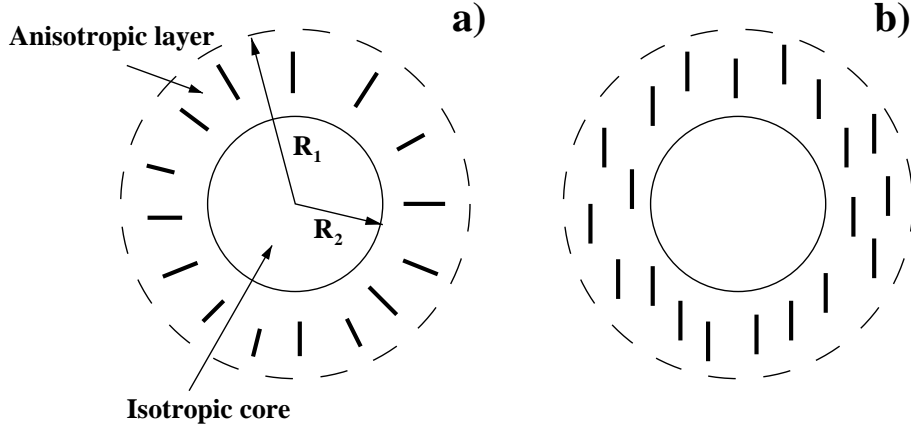 a)
b)
Anisotropic layer
R₁
R₂
Isotropic core